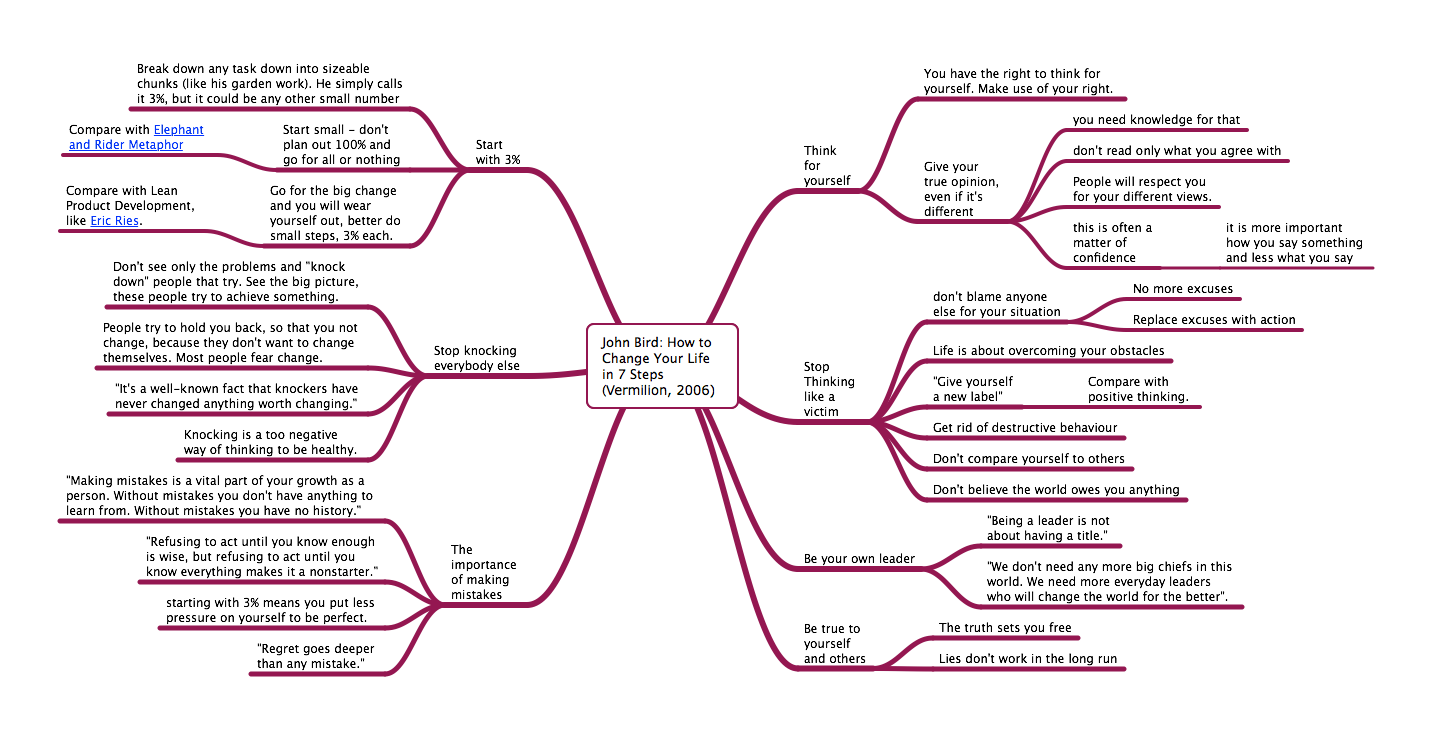 John Bird: How to
Change Your Life
in 7 Steps
(Vermilion, 2006)
Think
for
yourself
You have the right to think for
yourself. Make use of your right.
Give your
true opinion,
even if it's
different
you need knowledge for that
don't read only what you agree with
People will respect you
for your different views.
this is often a
matter of
confidence
it is more important
how you say something
and less what you say
Stop
Thinking
like a
victim
don't blame anyone
else for your situation
No more excuses
Replace excuses with action
Life is about overcoming your obstacles
"Give yourself
a new label"
Compare with
positive thinking.
Get rid of destructive behaviour
Don't compare yourself to others
Don't believe the world owes you anything
Be your own leader
"Being a leader is not
about having a title."
"We don't need any more big chiefs in this
world. We need more everyday leaders
who will change the world for the better".
Be true to
yourself
and others
The truth sets you free
Lies don't work in the long run
Start
with 3%
Break down any task down into sizeable
chunks (like his garden work). He simply calls
it 3%, but it could be any other small number
Start small - don't
plan out 100% and
go for all or nothing
Compare with Elephant
and Rider Metaphor
Go for the big change
and you will wear
yourself out, better do
small steps, 3% each.
Compare with Lean
Product Development,
like Eric Ries.
Stop knocking
everybody else
Don't see only the problems and "knock
down" people that try. See the big picture,
these people try to achieve something.
People try to hold you back, so that you not
change, because they don't want to change
themselves. Most people fear change.
"It's a well-known fact that knockers have
never changed anything worth changing."
Knocking is a too negative
way of thinking to be healthy.
The
importance
of making
mistakes
"Making mistakes is a vital part of your growth as a
person. Without mistakes you don't have anything to
learn from. Without mistakes you have no history."
"Refusing to act until you know enough
is wise, but refusing to act until you
know everything makes it a nonstarter."
starting with 3% means you put less
pressure on yourself to be perfect.
"Regret goes deeper
than any mistake."